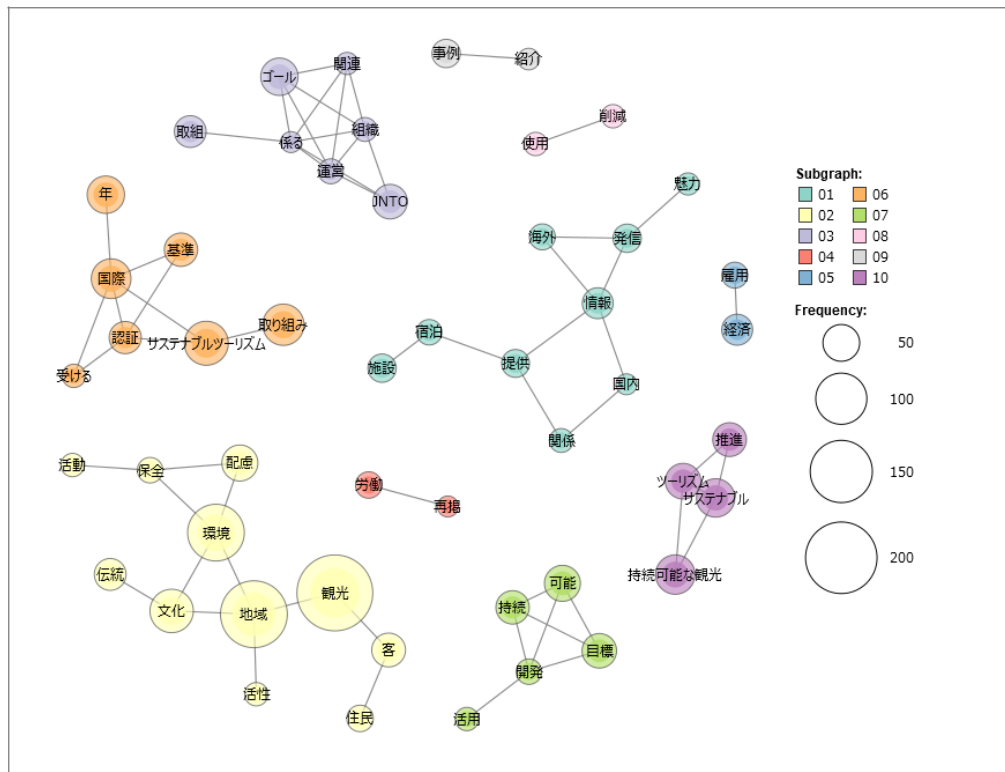 事例
紹介
関連
ゴール
削減
取組
組織
使用
係る
運営
Subgraph:
魅力
01 06
年
JNTO
02 07
03 08
海外
発信
04 09
基準
05 10
国際
雇用
情報
Frequency:
取り組み
経済
宿泊
認証
サステナブルツーリズム
50
提供
施設
受ける
国内
100
関係
推進
活動
保全
配慮
150
ツーリズム
労働
サステナブル
再掲
環境
200
伝統
持続可能な観光
可能
観光
持続
文化
地域
客
目標
開発
活性
住民
活用